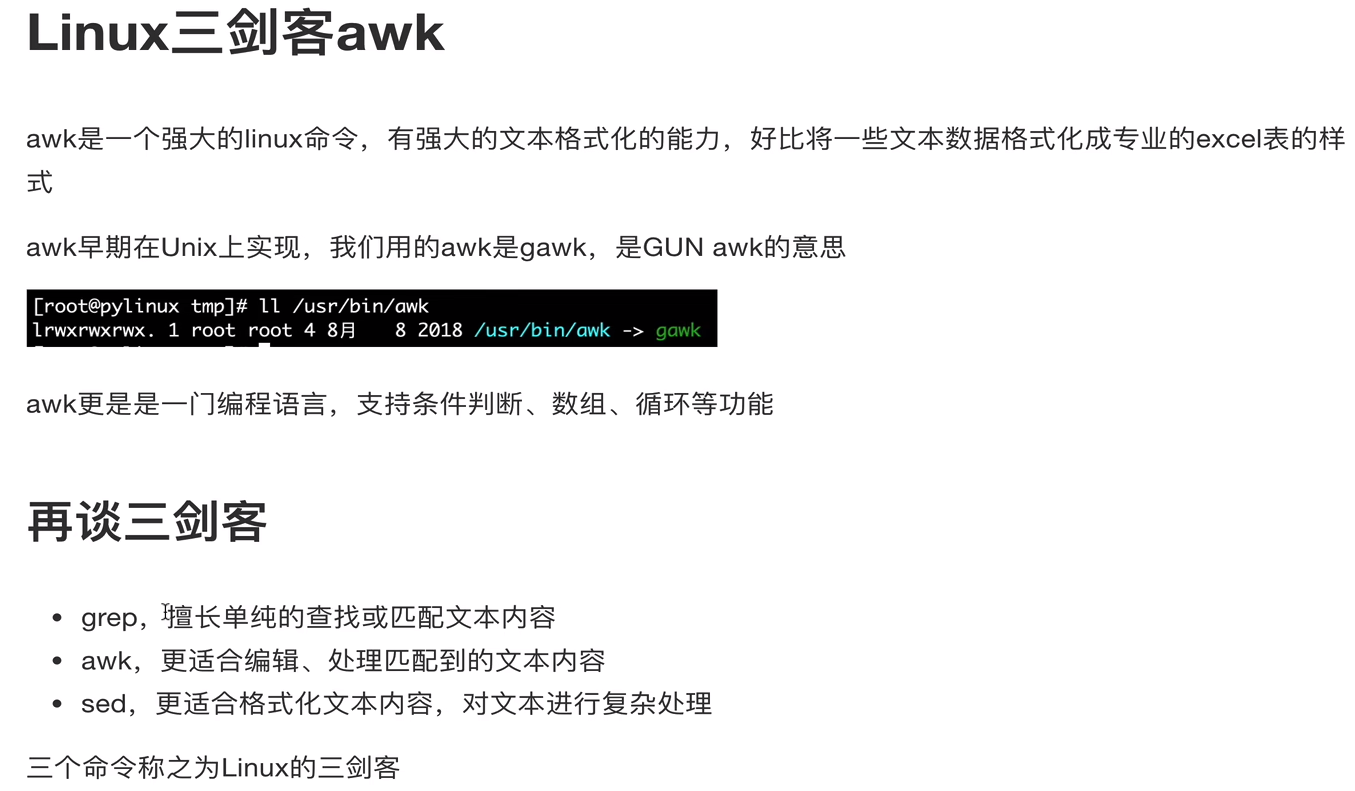 Linux三剑客awk
awk是一个强大的linux命令，有强大的文本格式化的能力，好比将一些文本数据格式化成专业的excel表的样
式
awk早期在Unix上实现，我们用的awk是gawk，是GUN awk的意思
[root@pylinux tmp]# ll /usr/bin/awk
lrwxrwxrwx. 1 root root 4 8月 8 2018 /usr/bin/awk -> gawk
awk更是是一门编程语言，支持条件判断、数组、循环等功能
再谈三剑客
• grep，擅长单纯的查找或匹配文本内容
• awk，更适合编辑、处理匹配到的文本内容
• sed，更适合格式化文本内容，对文本进行复杂处理
三个命令称之为Linux的三剑客